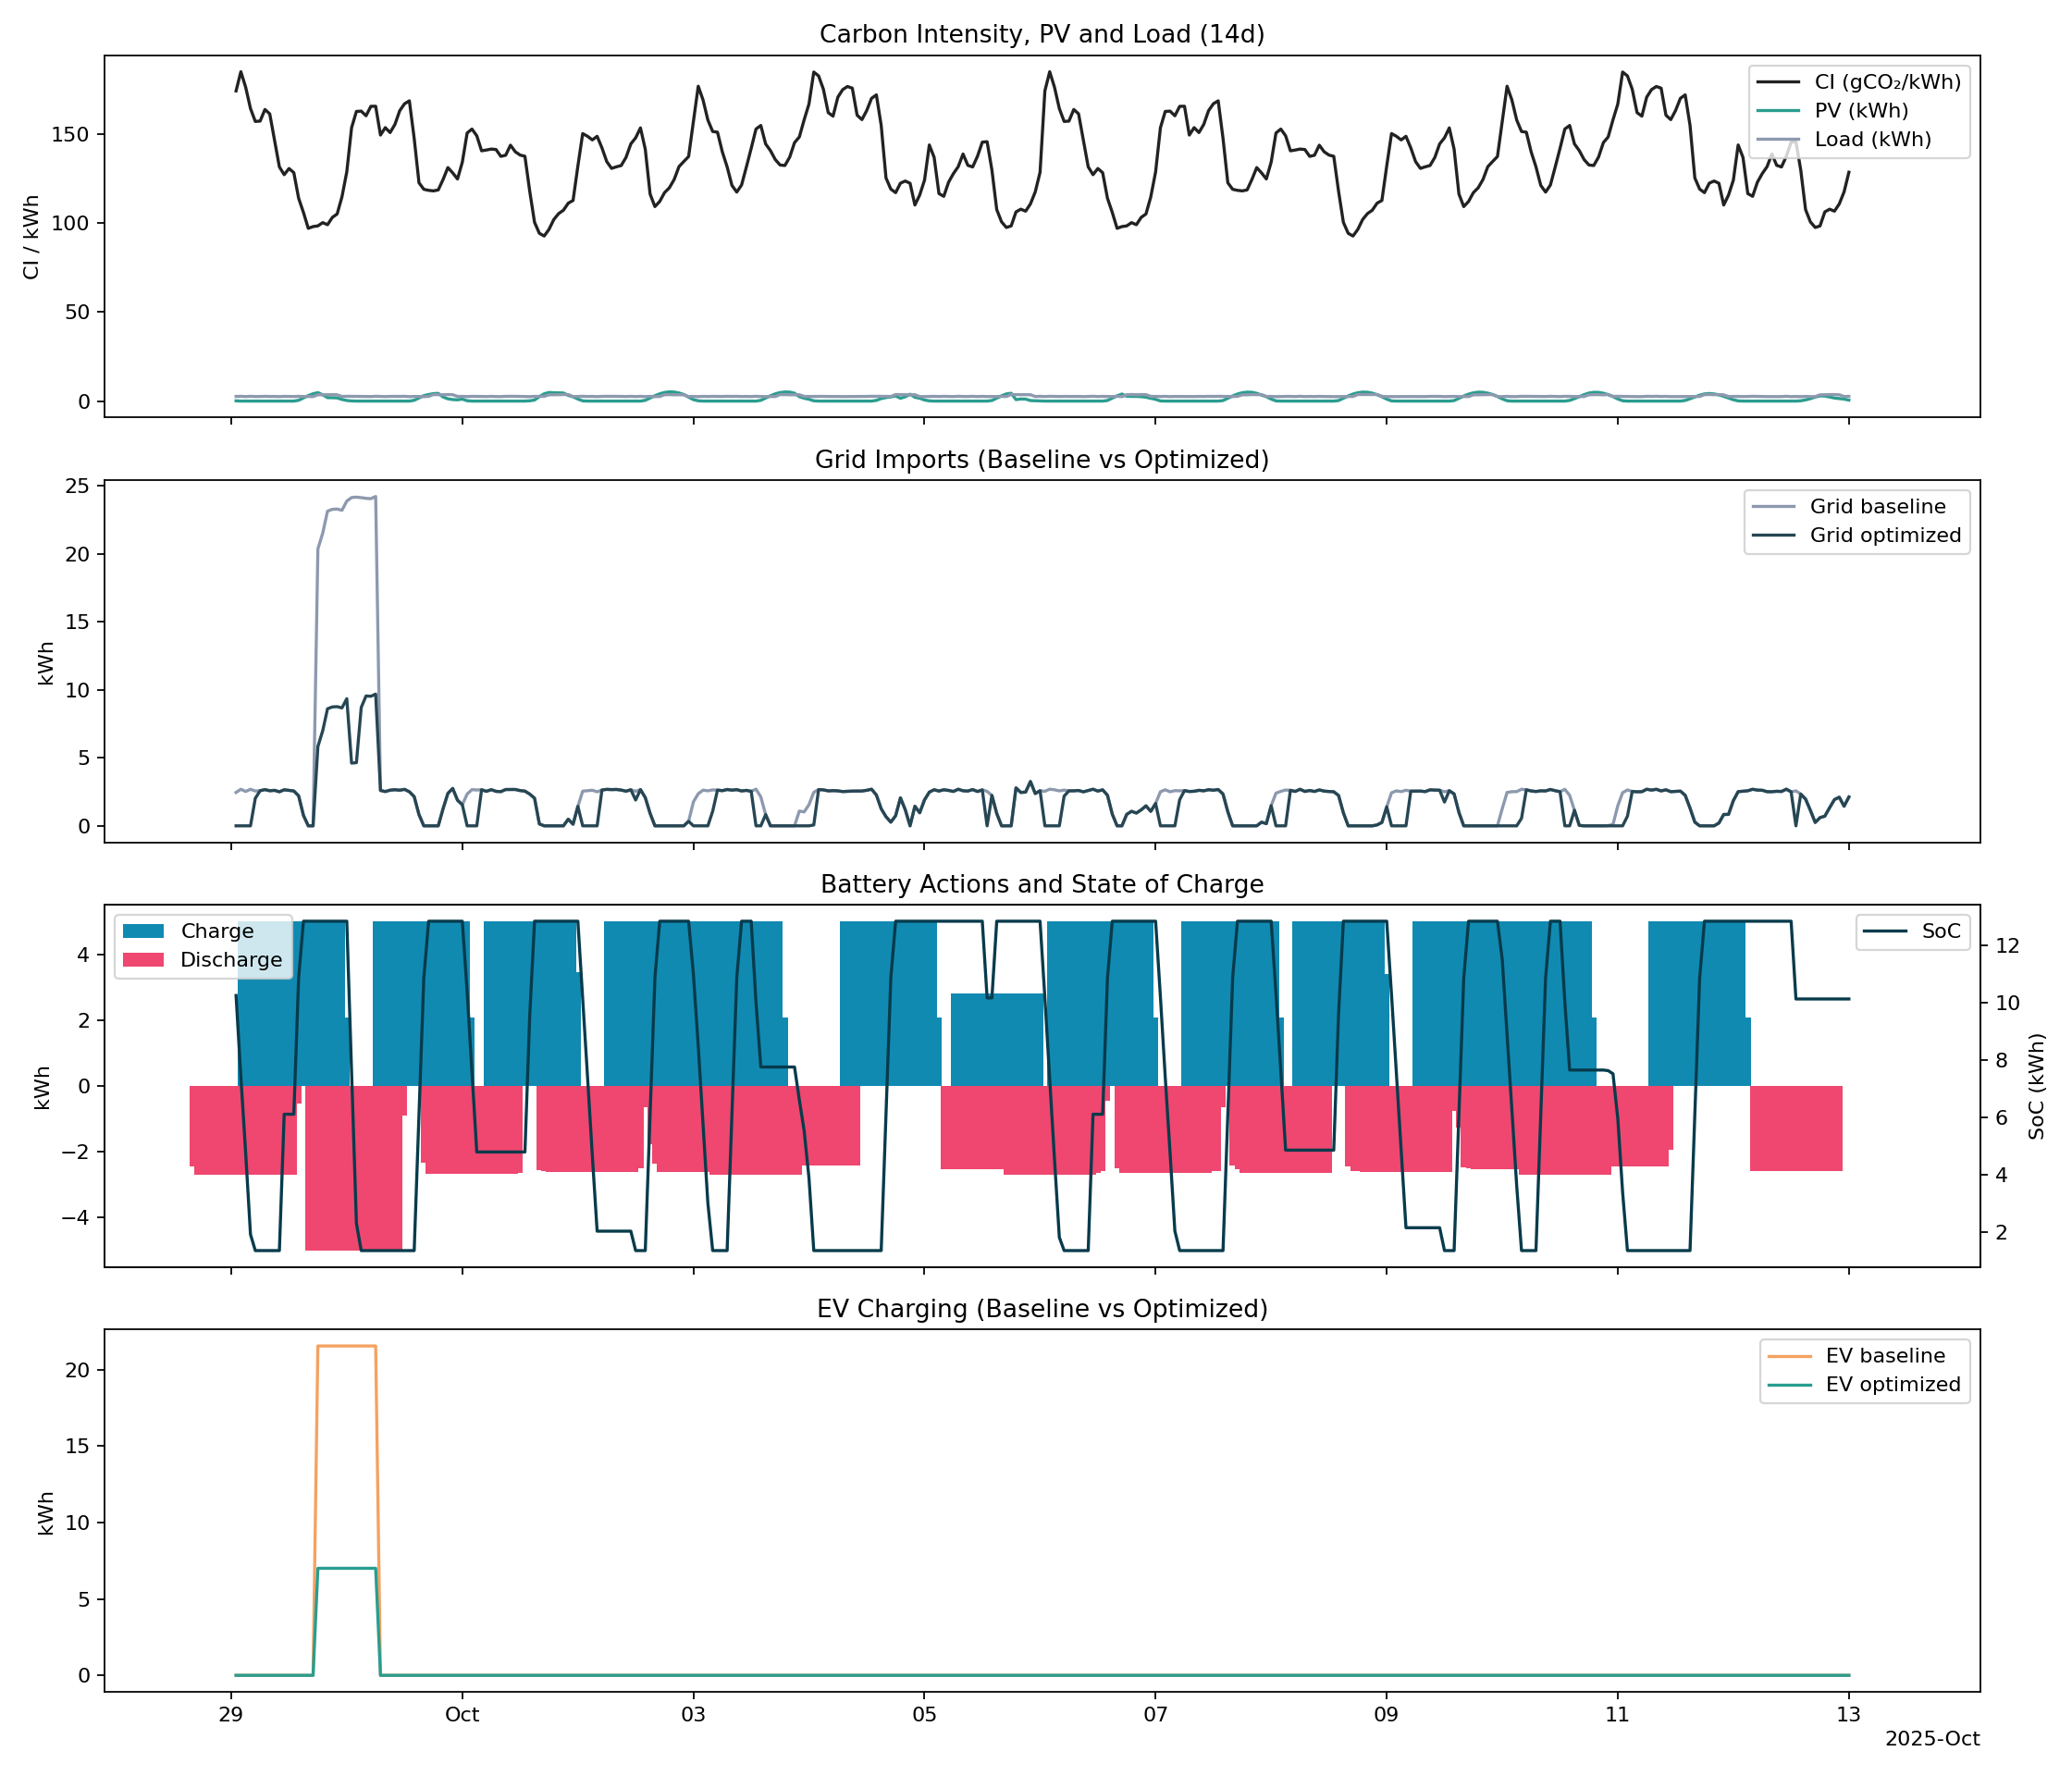 Carbon Intensity, PV and Load (14d)
CI / kWh
150
100
50
0
CI (gCO₂/kWh)
PV (kWh)
Load (kWh)
Grid Imports (Baseline vs Optimized)
kWh
25
20
15
10
5
0
Grid baseline
Grid optimized
Battery Actions and State of Charge
kWh
4
2
0
−2
−4
Charge
Discharge
SoC
12
10
8
6
4
2
SoC (kWh)
EV Charging (Baseline vs Optimized)
kWh
20
15
10
5
0
EV baseline
EV optimized
29 Oct 03 05 07 09 11 13
2025-Oct